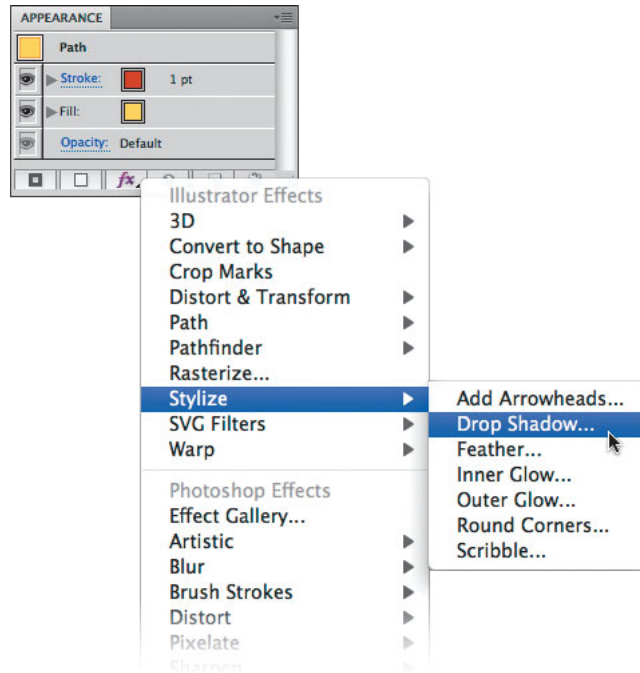 APPEARANCE
Path
Stroke: 1 pt
Fill:
Opacity: Default
fx
Illustrator Effects
3D
Convert to Shape
Crop Marks
Distort & Transform
Path
Pathfinder
Rasterize...
Stylize
SVG Filters
Warp
Add Arrowheads...
Drop Shadow...
Feather...
Inner Glow...
Outer Glow...
Round Corners...
Scribble...
Photoshop Effects
Effect Gallery...
Artistic
Blur
Brush Strokes
Distort
Pixelate
Sharpen